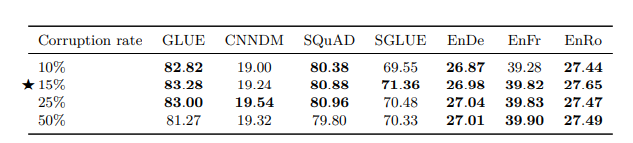 Corruption rate GLUE CNNDM SQuAD SGLUE EnDe EnFr EnRo
10% 82.82 19.00 80.38 69.55 26.87 39.28 27.44
★ 15% 83.28 19.24 80.88 71.36 26.98 39.82 27.65
25% 83.00 19.54 80.96 70.48 27.04 39.83 27.47
50% 81.27 19.32 79.80 70.33 27.01 39.90 27.49